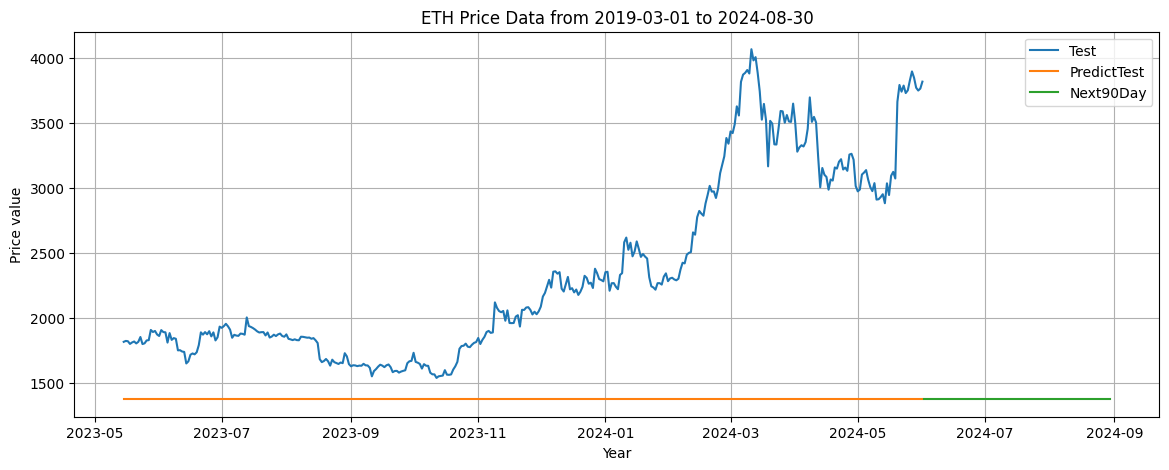 ETH Price Data from 2019-03-01 to 2024-08-30
Test
PredictTest
Next90Day
Price value
4000
3500
3000
2500
2000
1500
2023-05 2023-07 2023-09 2023-11 2024-01 2024-03 2024-05 2024-07 2024-09
Year